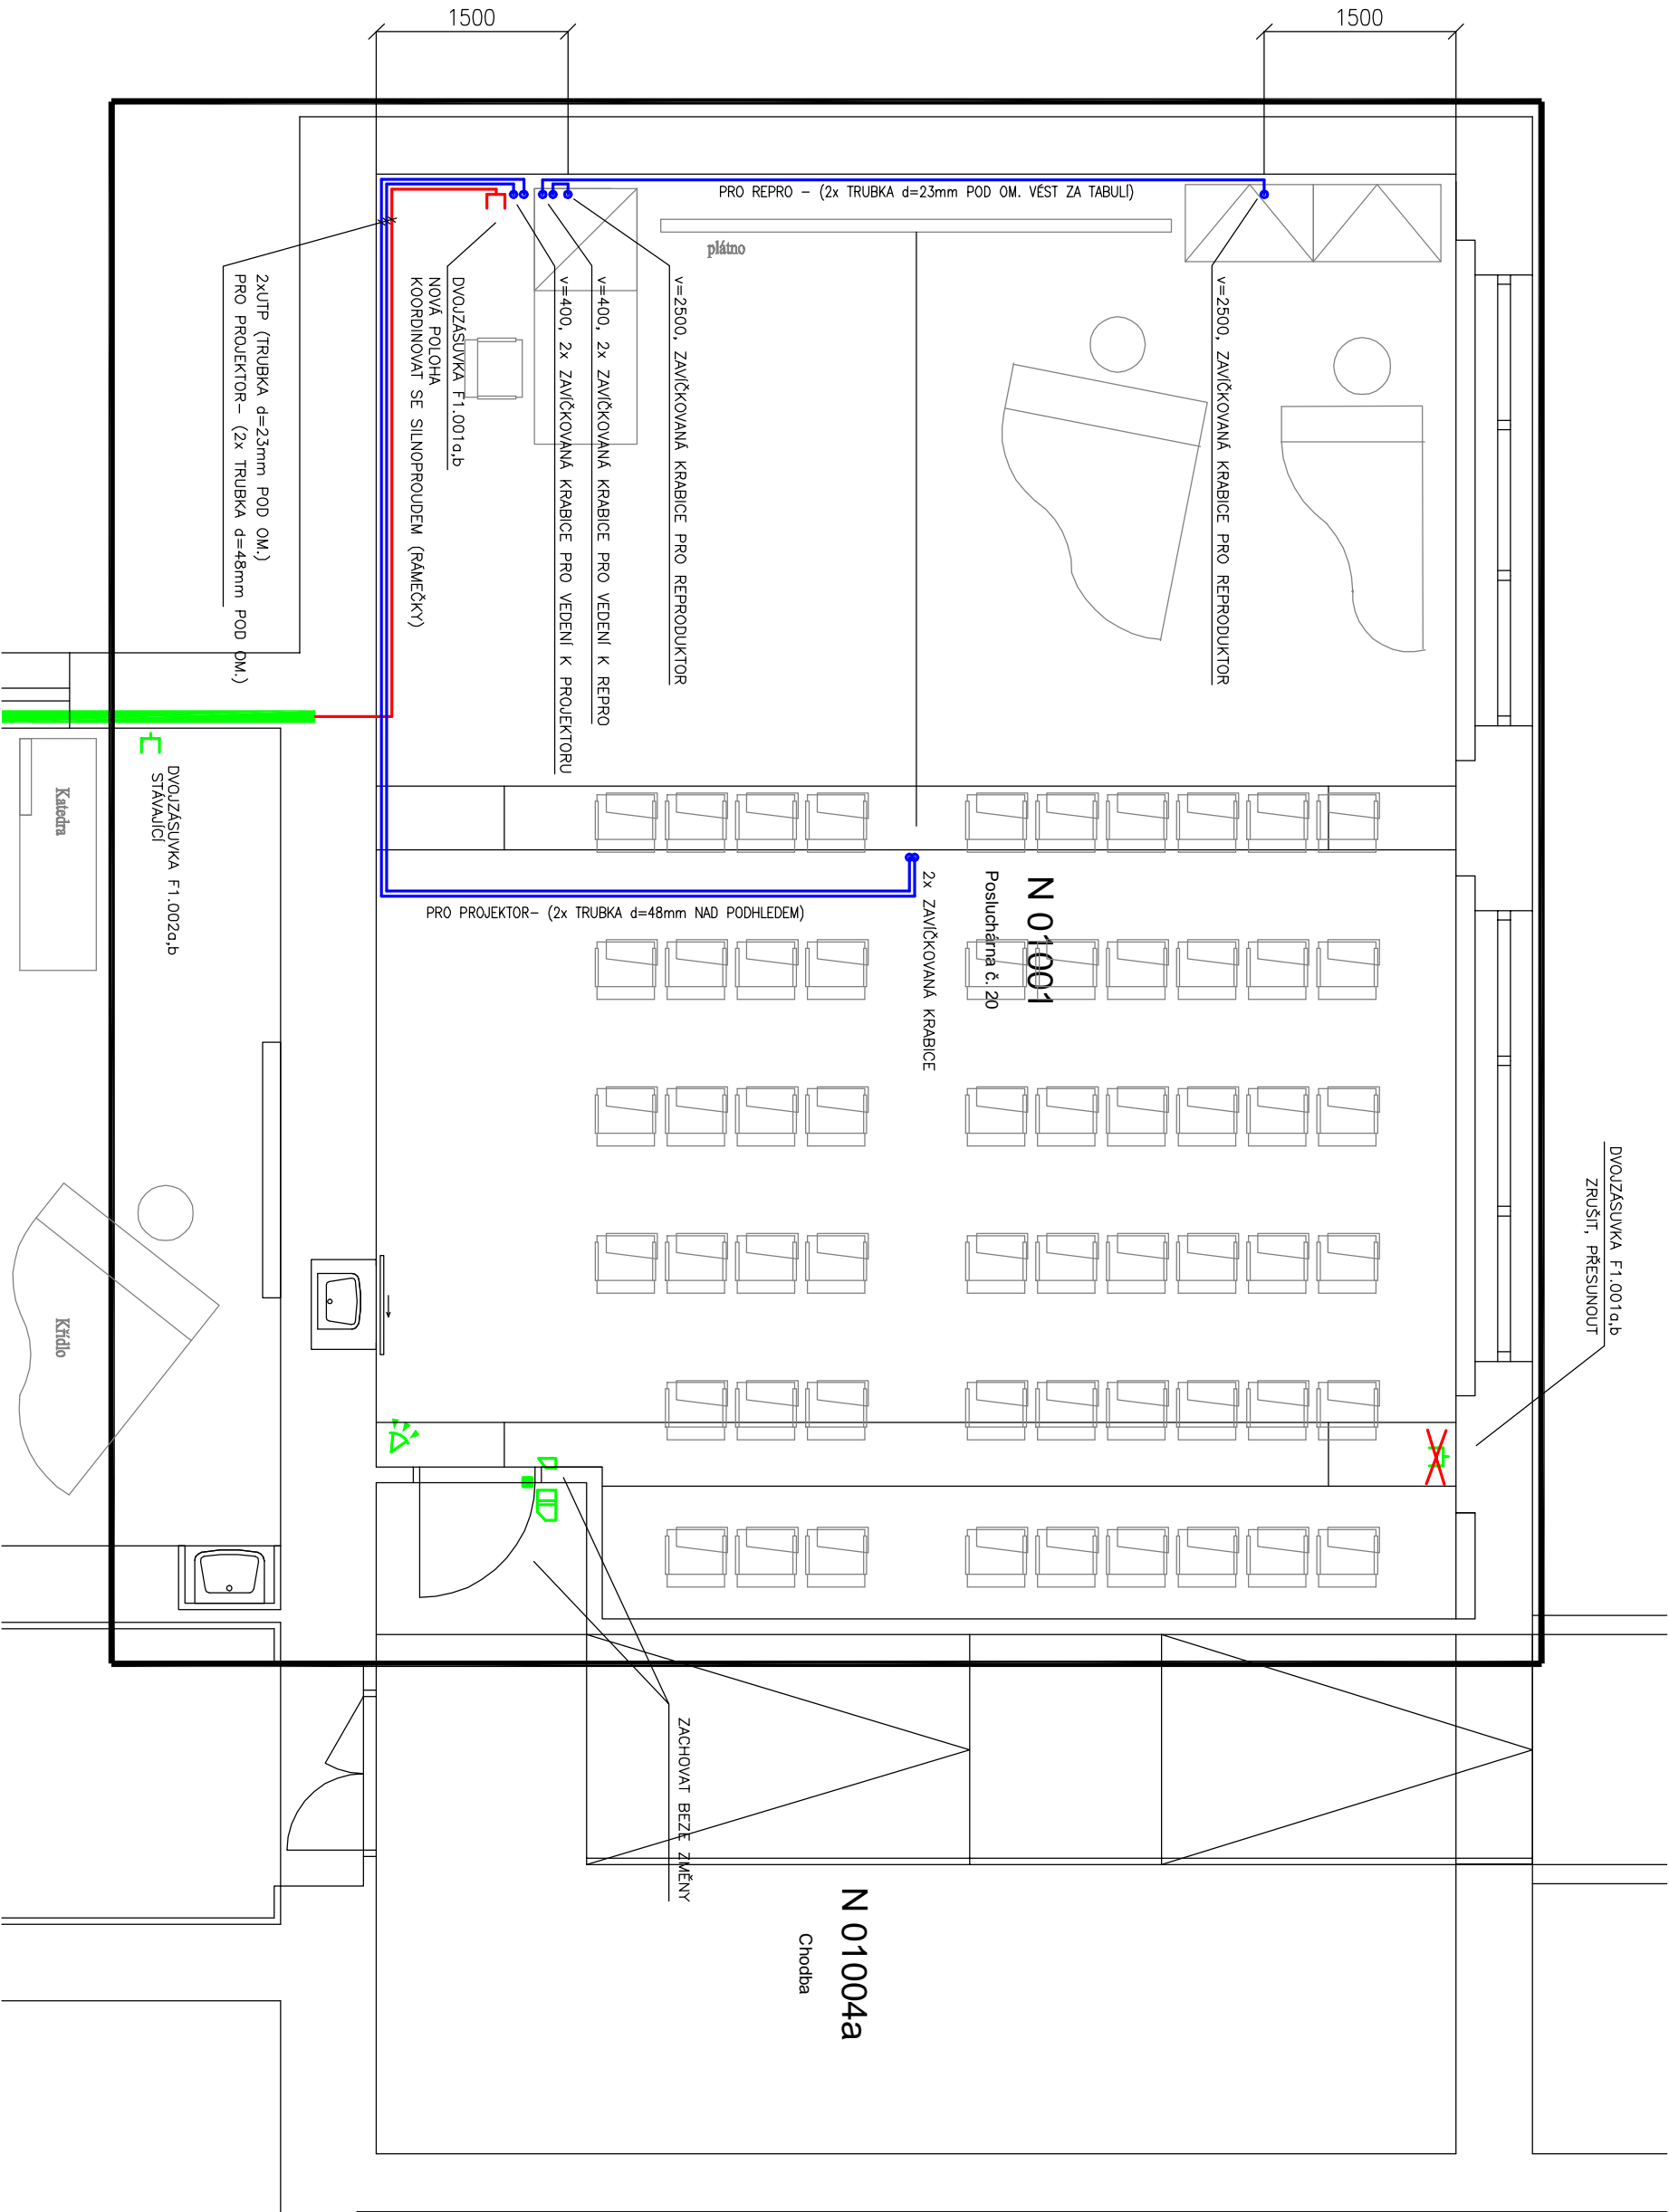 1500
1500
PRO REPRO - (2x TRUBKA d=23mm POD OM. VÉST ZA TABULÍ)
plátno
v=2500, ZAVÍČKOVANÁ KRABICE PRO REPRODUKTOR
v=2500, ZAVÍČKOVANÁ KRABICE PRO REPRODUKTOR
v=400, 2x ZAVÍČKOVANÁ KRABICE PRO VEDENÍ K REPRO
v=400, 2x ZAVÍČKOVANÁ KRABICE PRO VEDENÍ K PROJEKTORU
DVOJZÁSUVKA F1.001a,b
NOVÁ POLOHA
KOORDINOVAT SE SILNOPROUDEM (RÁMEČKY)
2xUTP (TRUBKA d=23mm POD OM.)
PRO PROJEKTOR- (2x TRUBKA d=48mm POD OM.)
DVOJZÁSUVKA F1.002a,b
STÁVAJÍCÍ
Katedra
PRO PROJEKTOR- (2x TRUBKA d=48mm NAD PODHLEDEM)
2x ZAVÍČKOVANÁ KRABICE
N 01001
Posluchárna č. 20
DVOJZÁSUVKA F1.001a,b
ZRUŠIT, PŘESUNOUT
Křídlo
ZACHOVAT BEZE ZMĚNY
N 01004a
Chodba